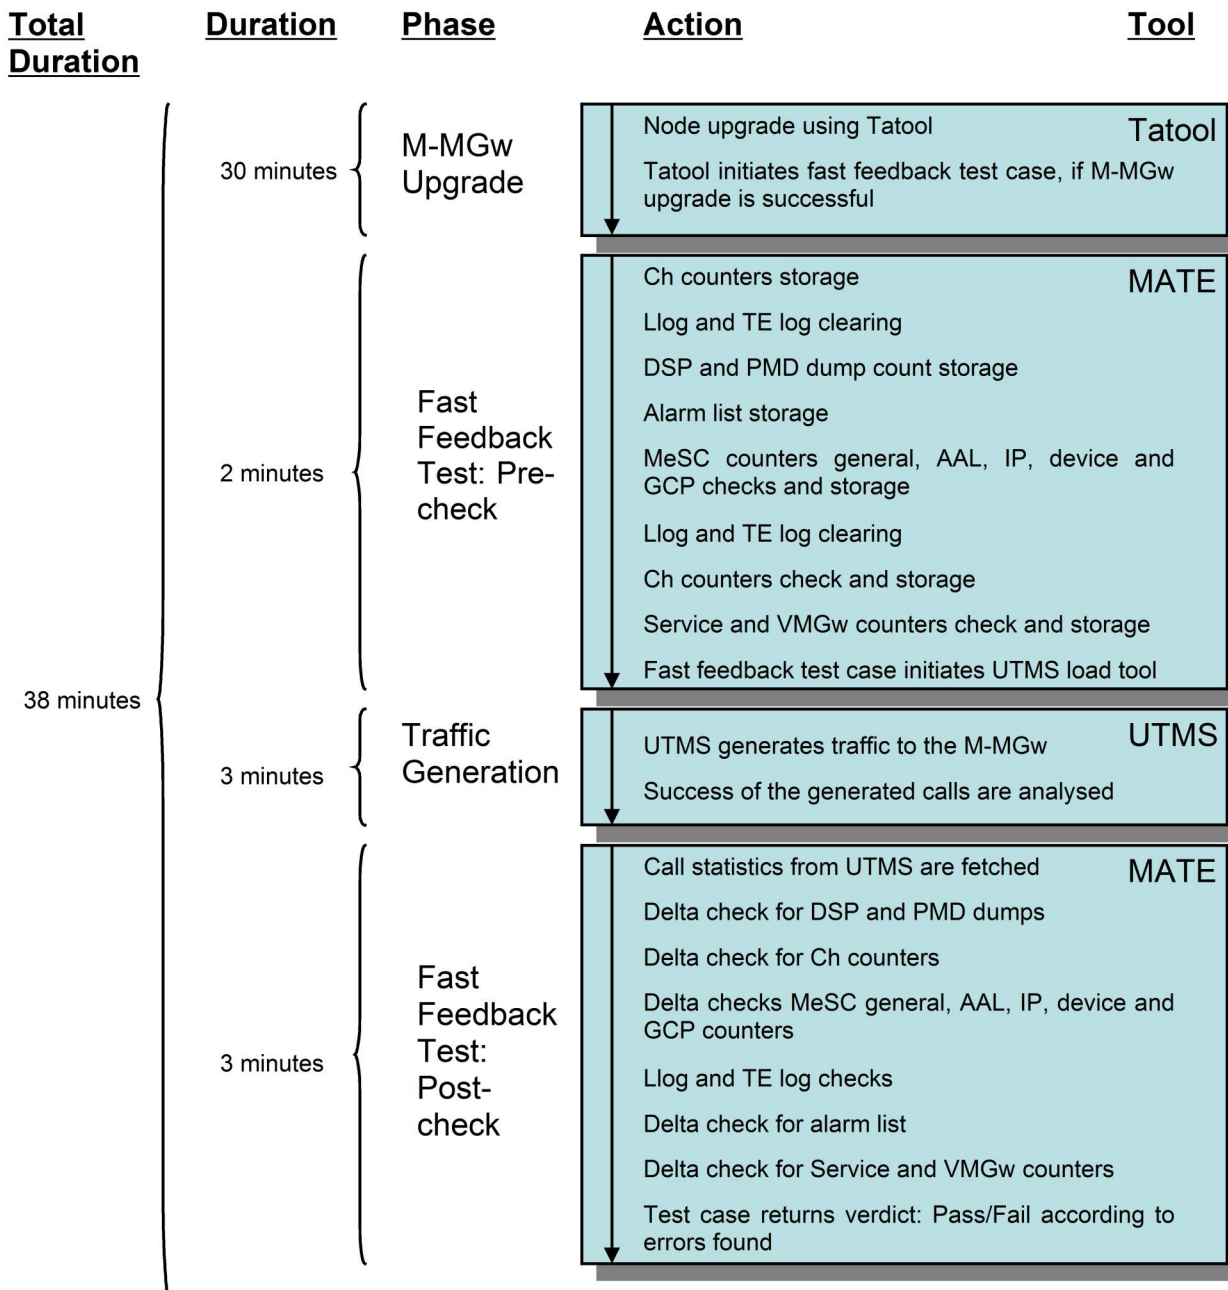 Total Duration Phase Action Tool
Duration
Node upgrade using Tatool Tatool
M-MGw
30 minutes Upgrade
Tatool initiates fast feedback test case, if M-MGw
upgrade is successful
Ch counters storage MATE
Llog and TE log clearing
DSP and PMD dump count storage
Alarm list storage
Fast
Feedback
2 minutes Test: Pre-
check
MeSC counters general, AAL, IP, device and
GCP checks and storage
Llog and TE log clearing
Ch counters check and storage
Service and VMGw counters check and storage
Fast feedback test case initiates UTMS load tool
38 minutes
Traffic
3 minutes Generation
UTMS generates traffic to the M-MGw UTMS
Success of the generated calls are analysed
Call statistics from UTMS are fetched MATE
Delta check for DSP and PMD dumps
Delta check for Ch counters
Fast
Feedback
3 minutes Test:
Post-
check
Delta checks MeSC general, AAL, IP, device and
GCP counters
Llog and TE log checks
Delta check for alarm list
Delta check for Service and VMGw counters
Test case returns verdict: Pass/Fail according to
errors found